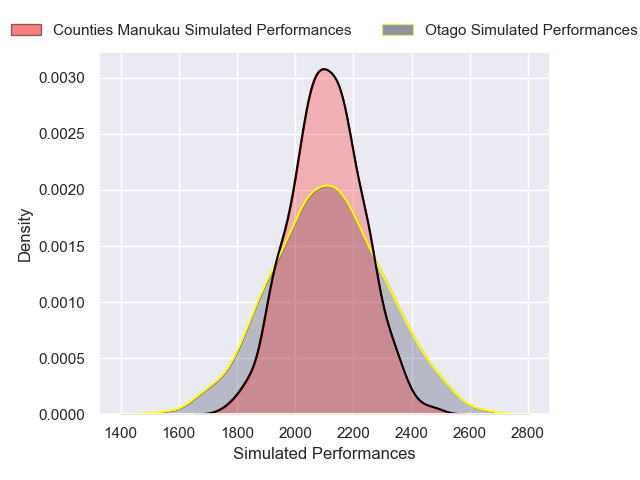 Counties Manukau Simulated Performances
Otago Simulated Performances
0.0030
0.0025
0.0020
0.0015
0.0010
0.0005
0.0000
Density
1400 1600 1800 2000 2200 2400 2600 2800
Simulated Performances